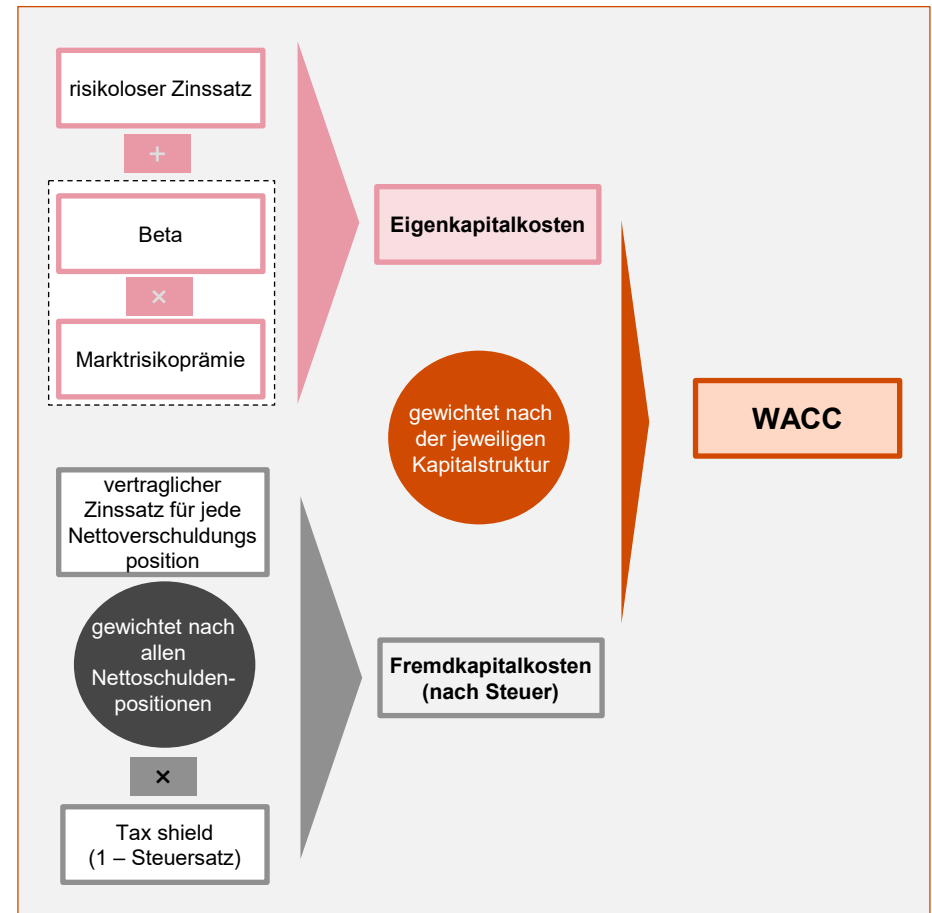 risikoloser Zinssatz
+
Beta
×
Marktrisikoprämie
Eigenkapitalkosten
gewichtet nach
der jeweiligen
Kapitalstruktur
WACC
vertraglicher
Zinssatz für jede
Nettoverschuldungs
position
gewichtet nach
allen
Nettoschulden-
positionen
×
Tax shield
(1 – Steuersatz)
Fremdkapitalkosten
(nach Steuer)